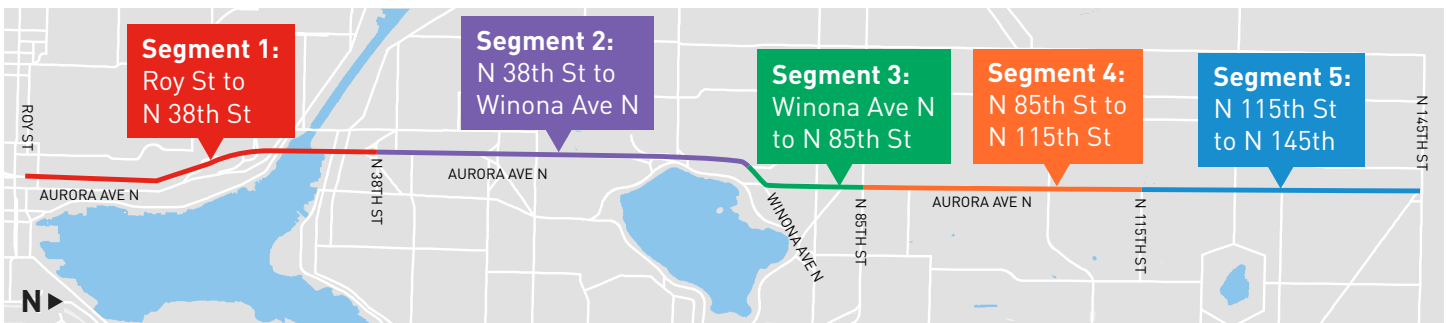 Segment 1:
Roy St to
N 38th St
Segment 2:
N 38th St to
Winona Ave N
Segment 3:
Winona Ave N
to N 85th St
Segment 4:
N 85th St to
N 115th St
Segment 5:
N 115th St
to N 145th
ROY ST
AURORA AVE N
N 38TH ST
AURORA AVE N
WINONA AVE N
N 85TH ST
AURORA AVE N
N 115TH ST
N 145TH ST
N